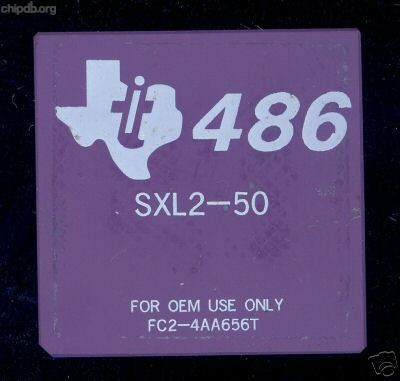 chipdb.org
ti 486
SXL2-50
FOR OEM USE ONLY
FC2-4AA656T